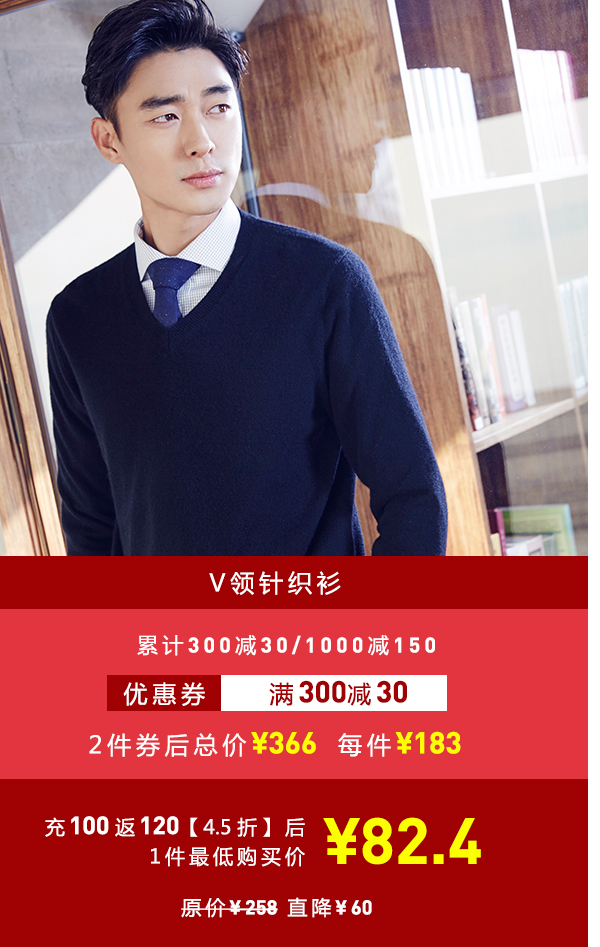 V领针织衫
累计300减30/1000减150
优惠券 满300减30
2件券后总价¥366 每件¥183
充100返120【4.5折】后
1件最低购买价 ¥82.4
原价¥258 直降¥60